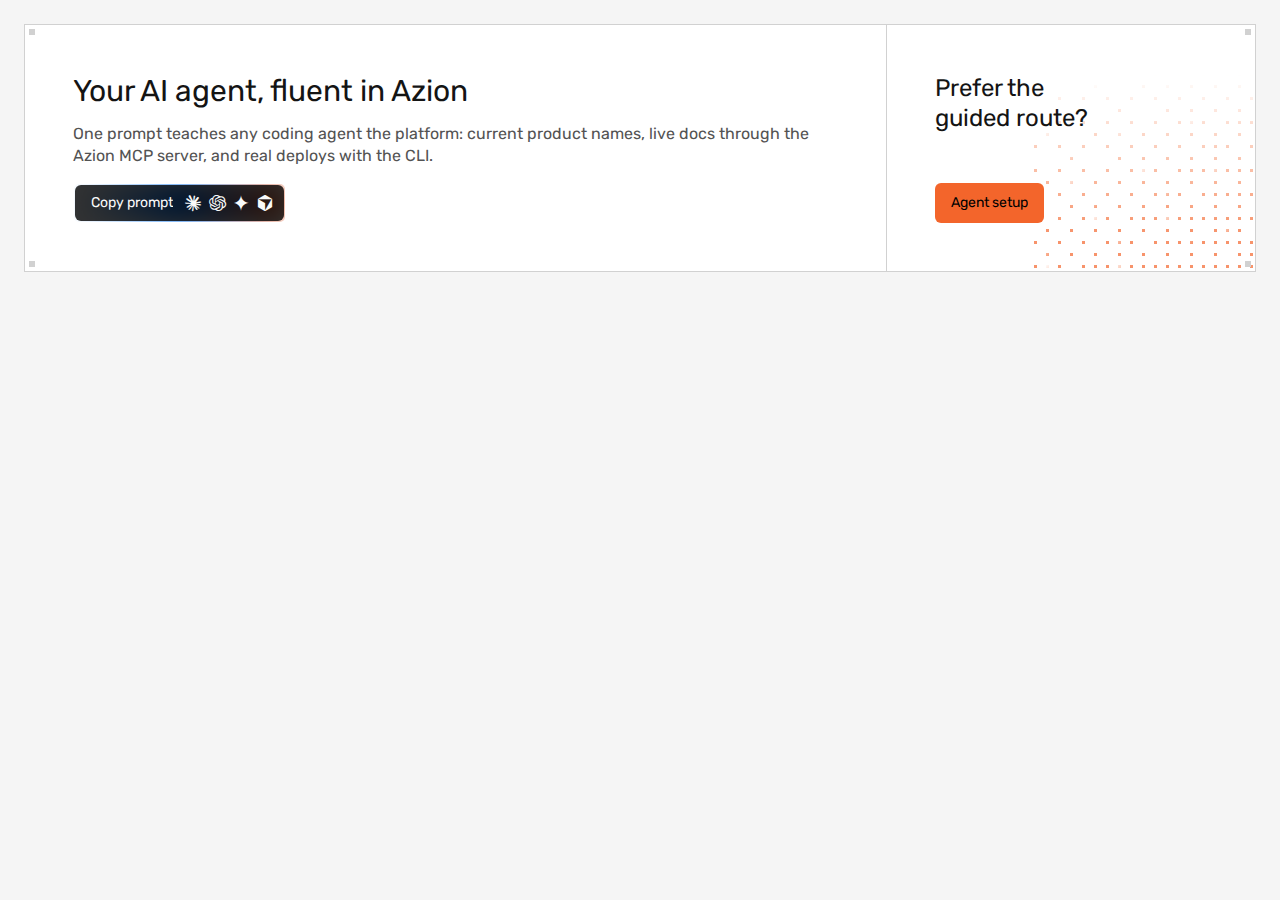 Your AI agent, fluent in Azion
One prompt teaches any coding agent the platform: current product names, live docs through the
Azion MCP server, and real deploys with the CLI.
Copy prompt
Prefer the
guided route?
Agent setup